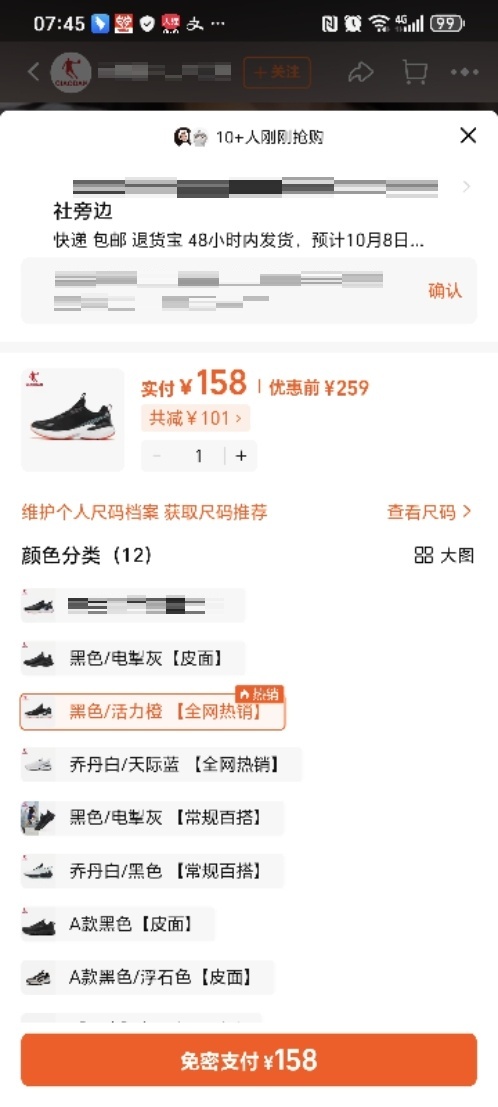 07:45
4G
99
QIAODAN
+关注
10+人刚刚抢购
社旁边
快递 包邮 退货宝 48小时内发货，预计10月8日...
确认
实付¥158 | 优惠前¥259
共减¥101 >
- 1 +
维护个人尺码档案 获取尺码推荐
查看尺码 >
颜色分类（12）
大图
黑色/电掣灰【皮面】
热销
黑色/活力橙 【全网热销】
乔丹白/天际蓝 【全网热销】
黑色/电掣灰 【常规百搭】
乔丹白/黑色 【常规百搭】
A款黑色【皮面】
A款黑色/浮石色【皮面】
免密支付¥158